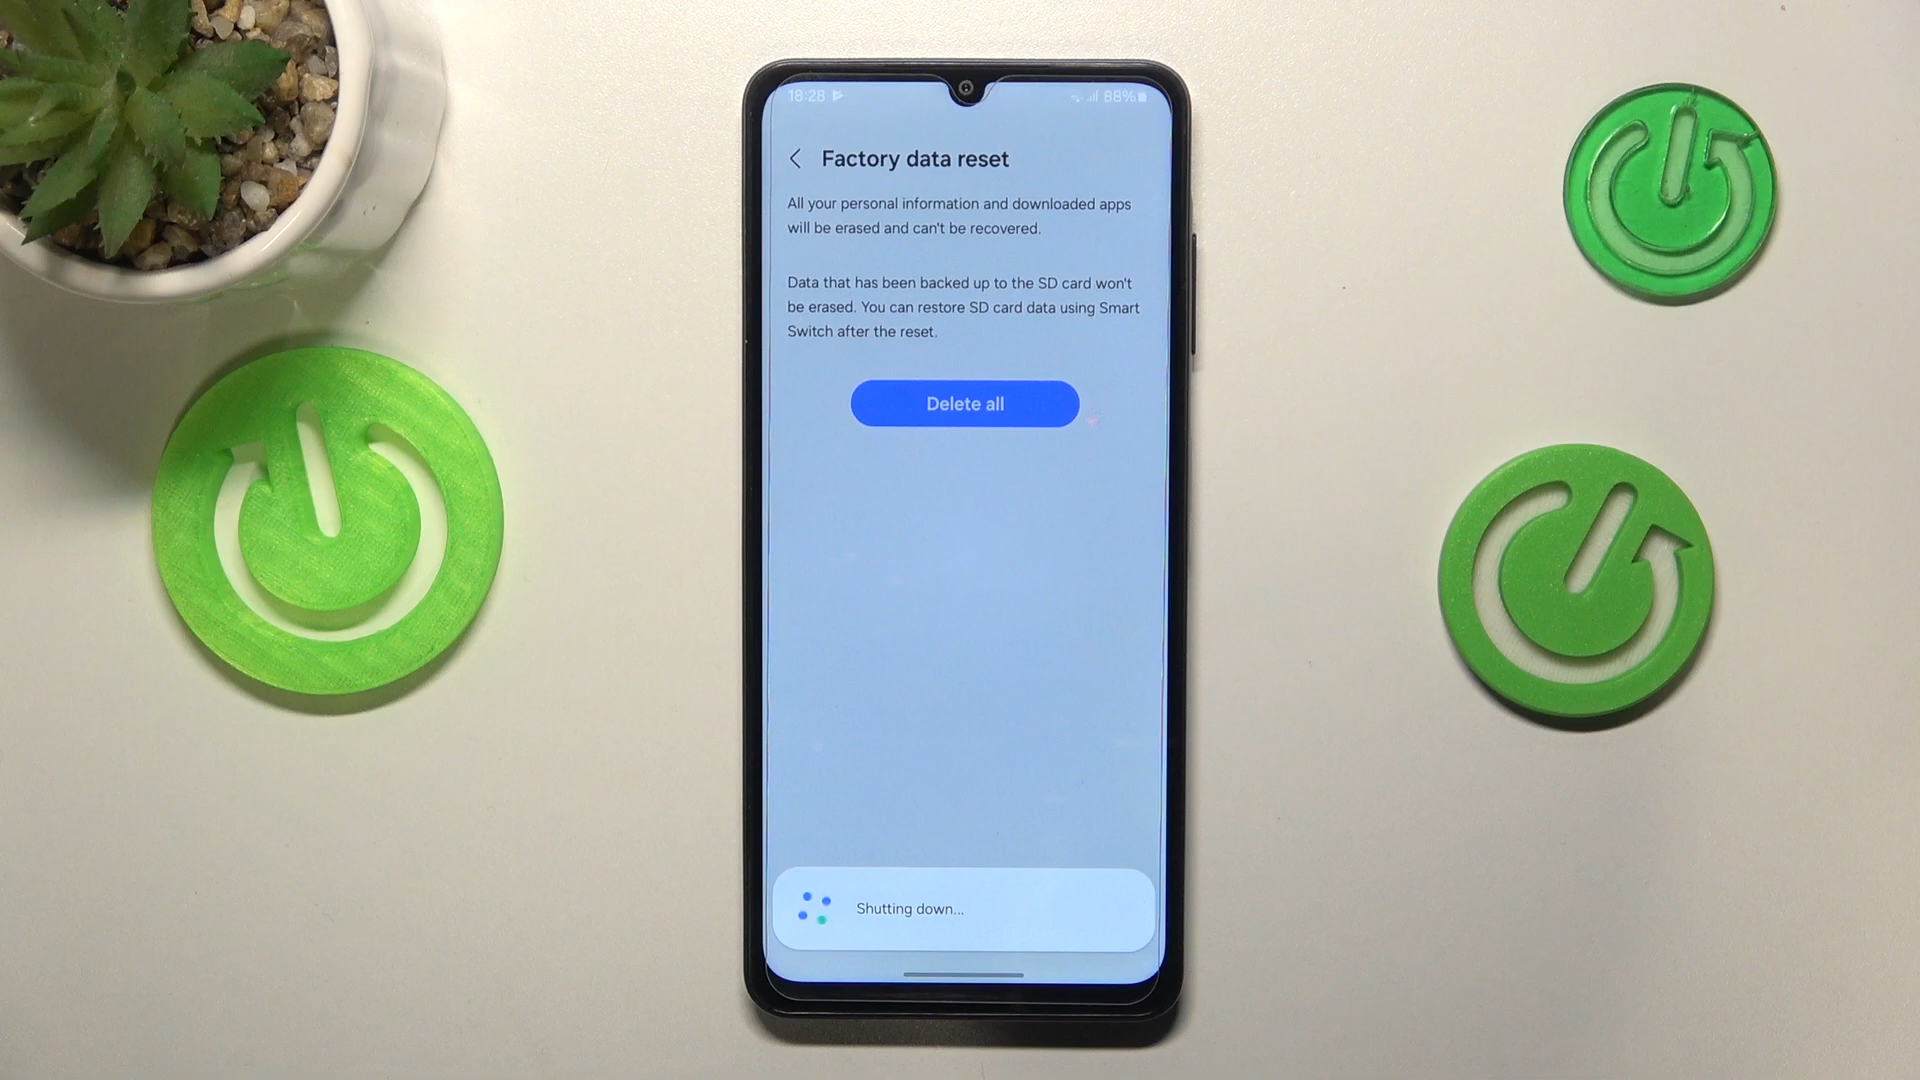 18:28 88%
Factory data reset
All your personal information and downloaded apps
will be erased and can't be recovered.
Data that has been backed up to the SD card won't
be erased. You can restore SD card data using Smart
Switch after the reset.
Delete all
Shutting down...